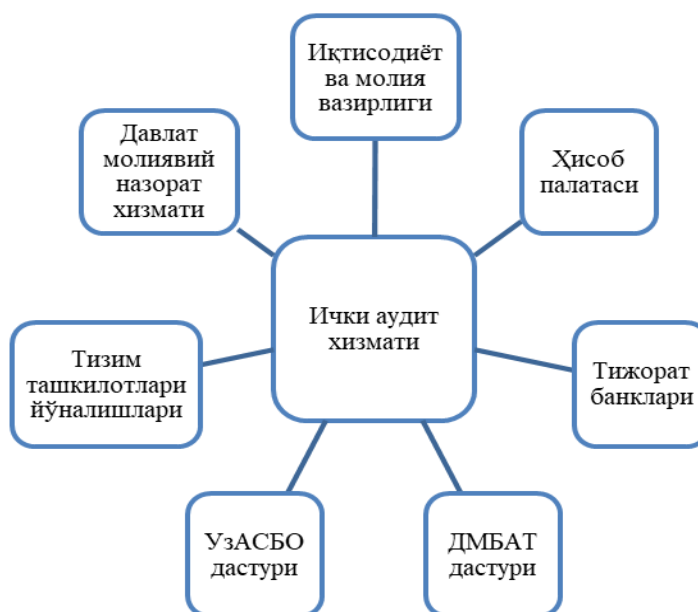 Иқтисодиёт
ва молия
вазирлиги
Давлат
молиявий
назорат
хизмати
Ҳисоб
палатаси
Ички аудит
хизмати
Тизим
ташкилотлари
йўналишлари
Тижорат
банклари
УзАСБО
дастури
ДМБАТ
дастури